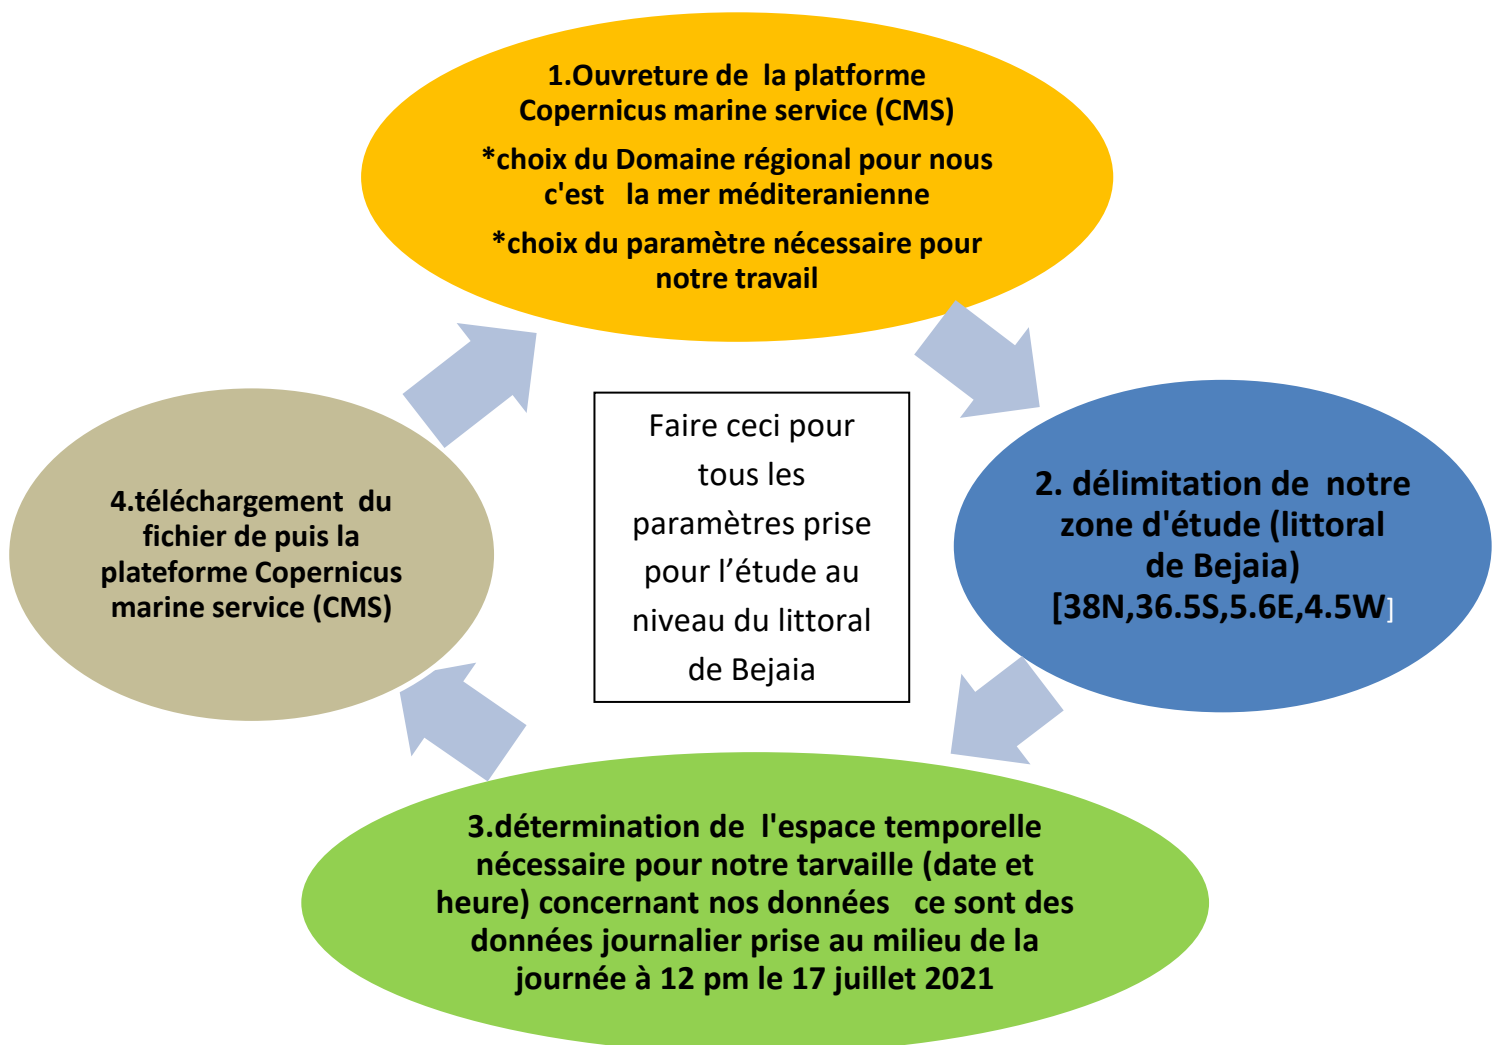 1.Ouvreture de la platforme
Copernicus marine service (CMS)
*choix du Domaine régional pour nous
c'est la mer méditeranienne
*choix du paramètre nécessaire pour
notre travail
2. délimitation de notre
zone d'étude (littoral
de Bejaia)
[38N,36.5S,5.6E,4.5W]
3.détermination de l'espace temporelle
nécessaire pour notre tarvaille (date et
heure) concernant nos données ce sont des
données journalier prise au milieu de la
journée à 12 pm le 17 juillet 2021
4.téléchargement du
fichier de puis la
plateforme Copernicus
marine service (CMS)
Faire ceci pour
tous les
paramètres prise
pour l’étude au
niveau du littoral
de Bejaia